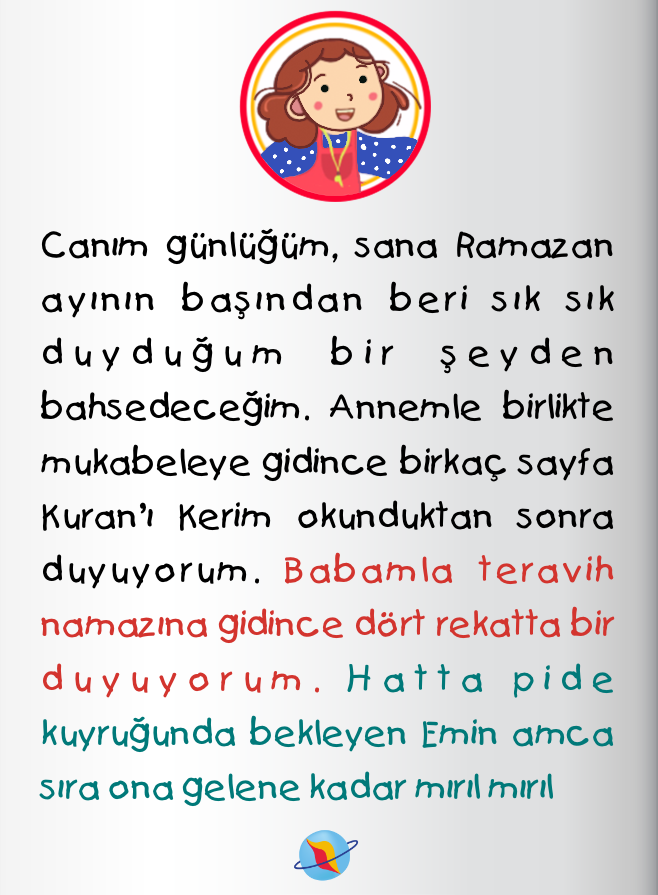 Canım günlüğüm, sana Ramazan
ayının başından beri sık sık
duyduğum bir şeyden
bahsedeceğim. Annemle birlikte
mukabeleye gidince birkaç sayfa
Kuran'ı Kerim okunduktan sonra
duyuyorum. Babamla teravih
namazına gidince dört rekatta bir
duyuyorum. Hatta pide
kuyruğunda bekleyen Emin amca
sıra ona gelene kadar mırıl mırıl